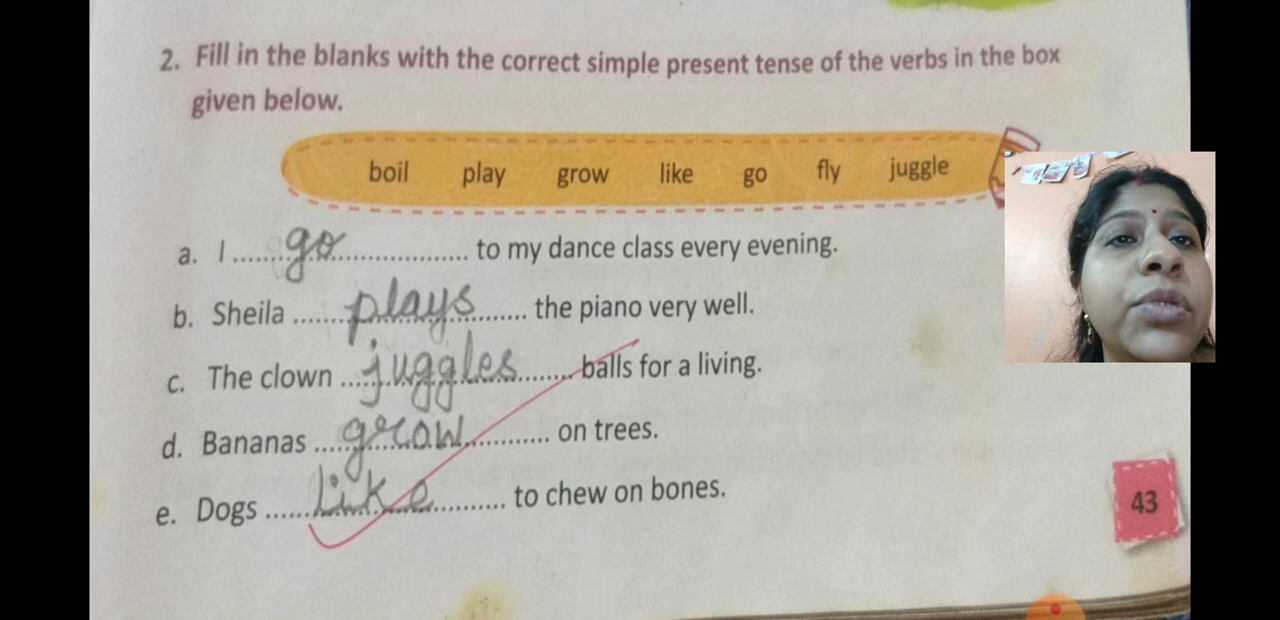 2. Fill in the blanks with the correct simple present tense of the verbs in the box
given below.
boil play grow like go fly juggle
a. I ......go.................. to my dance class every evening.
b. Sheila ......plays......... the piano very well.
c. The clown .....juggles......... balls for a living.
d. Bananas .....grow............ on trees.
e. Dogs ......like............ to chew on bones.
43